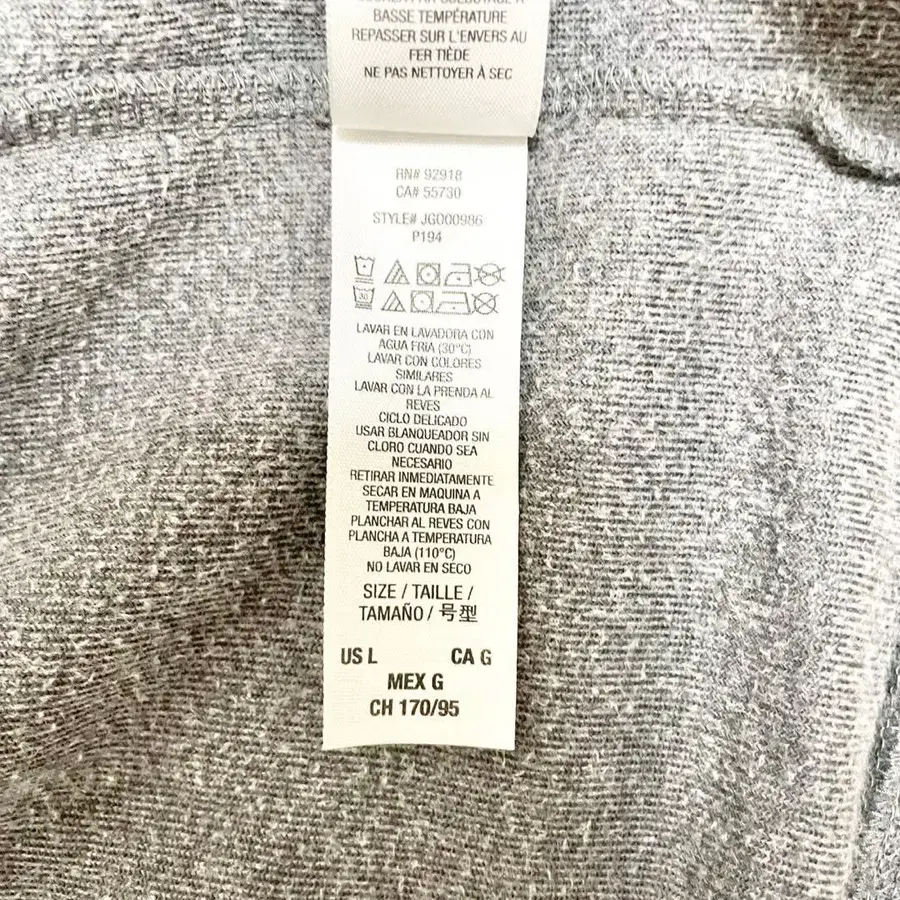 BASSE TEMPÉRATURE
REPASSER SUR L'ENVERS AU
FER TIÈDE
NE PAS NETTOYER À SEC
RN# 92918
CA# 55730
STYLE# JG000986
P194
30
LAVAR EN LAVADORA CON
AGUA FRIA (30°C)
LAVAR CON COLORES
SIMILARES
LAVAR CON LA PRENDA AL
REVES
CICLO DELICADO
USAR BLANQUEADOR SIN
CLORO CUANDO SEA
NECESARIO
RETIRAR INMEDIATAMENTE
SECAR EN MAQUINA A
TEMPERATURA BAJA
PLANCHAR AL REVES CON
PLANCHA A TEMPERATURA
BAJA (110°C)
NO LAVAR EN SECO
SIZE / TAILLE /
TAMAÑO / 号型
US L CA G
MEX G
CH 170/95